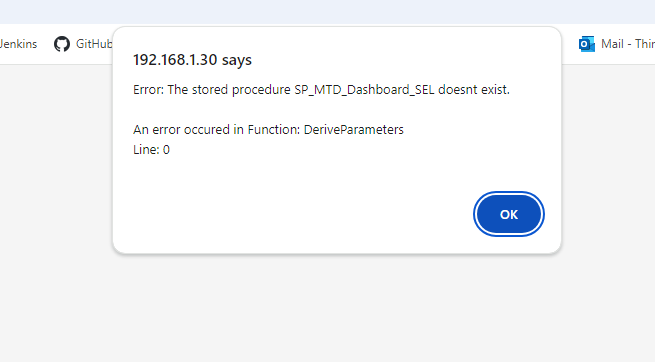 Jenkins GitHub Mail - Thin
192.168.1.30 says
Error: The stored procedure SP_MTD_Dashboard_SEL doesnt exist.
An error occured in Function: DeriveParameters
Line: 0
OK